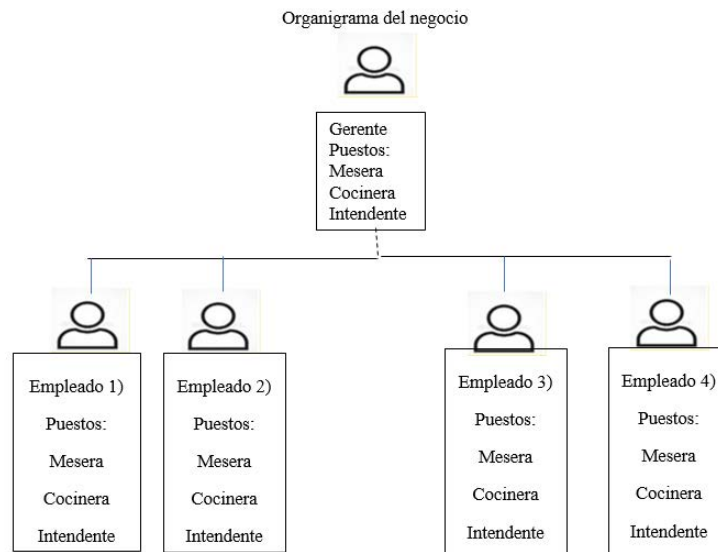 Organigrama del negocio
Gerente
Puestos:
Mesera
Cocinera
Intendente
Empleado 1)
Puestos:
Mesera
Cocinera
Intendente
Empleado 2)
Puestos:
Mesera
Cocinera
Intendente
Empleado 3)
Puestos:
Mesera
Cocinera
Intendente
Empleado 4)
Puestos:
Mesera
Cocinera
Intendente